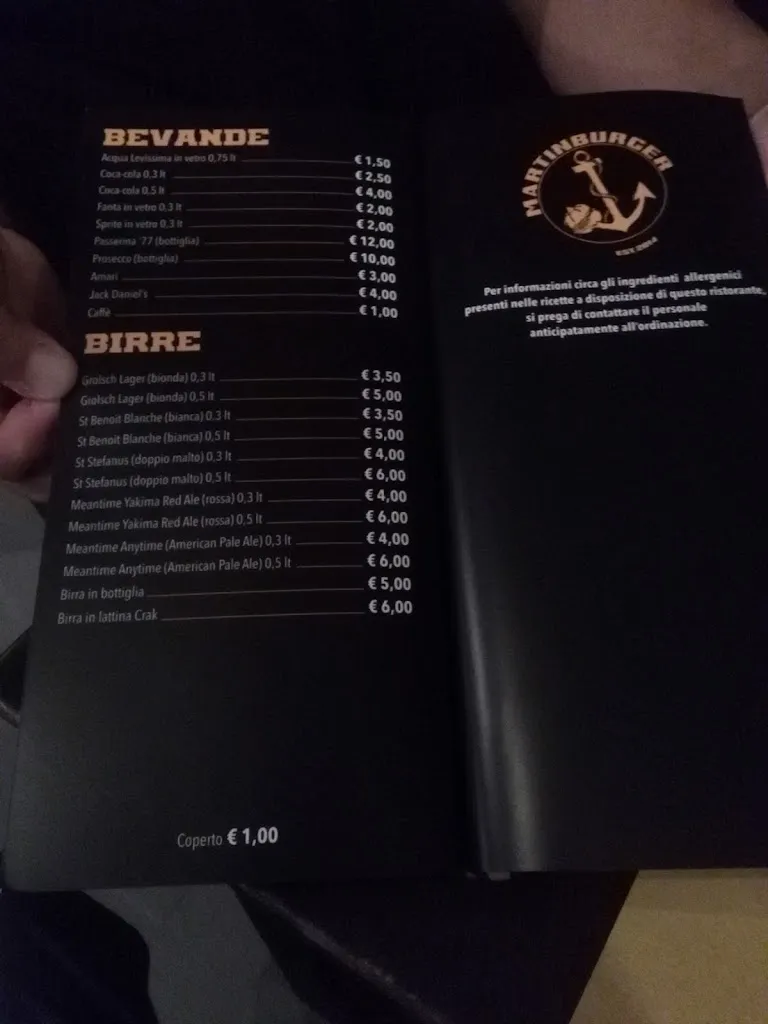 BEVANDE
Acqua Levissima in vetro 0,75 lt € 1,50
Coca-cola 0,3 lt € 2,50
Coca-cola 0,5 lt € 4,00
Fanta in vetro 0,3 lt € 2,00
Sprite in vetro 0,3 lt € 2,00
Passerina '77 (bottiglia) € 12,00
Prosecco (bottiglia) € 10,00
Amari € 3,00
Jack Daniel's € 4,00
Caffè € 1,00
BIRRE
Grolsch Lager (bionda) 0,3 lt € 3,50
Grolsch Lager (bionda) 0,5 lt € 5,00
St Benoit Blanche (bianca) 0.3 lt € 3,50
St Benoit Blanche (bianca) 0,5 lt € 5,00
St Stefanus (doppio malto) 0,3 lt € 4,00
St Stefanus (doppio malto) 0,5 lt € 6,00
Meantime Yakima Red Ale (rossa) 0,3 lt € 4,00
Meantime Yakima Red Ale (rossa) 0,5 lt € 6,00
Meantime Anytime (American Pale Ale) 0,3 lt € 4,00
Meantime Anytime (American Pale Ale) 0,5 lt € 6,00
Birra in bottiglia € 5,00
Birra in lattina Crak € 6,00
Coperto € 1,00
MARTINBURGER
EST. 2014
Per informazioni circa gli ingredienti allergenici
presenti nelle ricette a disposizione di questo ristorante,
si prega di contattare il personale
anticipatamente all'ordinazione.